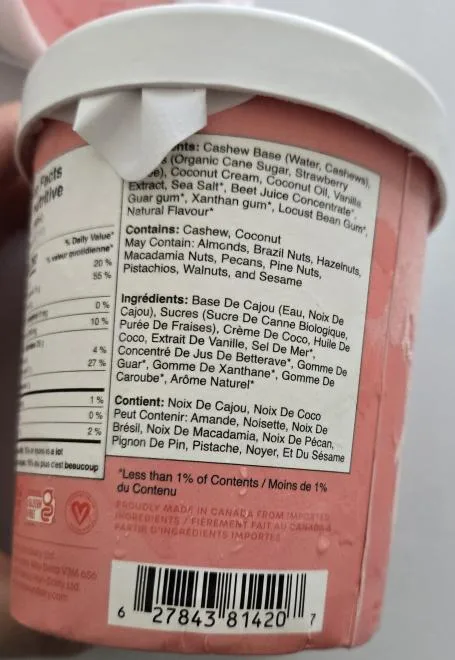 Facts
% Daily Value*
% valeur quotidienne*
20 %
55 %
0 %
10 %
4 %
27 %
1 %
0 %
2 %
ents: Cashew Base (Water, Cashews),
(Organic Cane Sugar, Strawberry
Coconut Cream, Coconut Oil, Vanilla
Extract, Sea Salt*, Beet Juice Concentrate*,
Guar gum*, Xanthan gum*, Locust Bean Gum*,
Natural Flavour*
Contains: Cashew, Coconut
May Contain: Almonds, Brazil Nuts, Hazelnuts,
Macadamia Nuts, Pecans, Pine Nuts,
Pistachios, Walnuts, and Sesame
Ingrédients: Base De Cajou (Eau, Noix De
Cajou), Sucres (Sucre De Canne Biologique,
Purée De Fraises), Crème De Coco, Huile De
Coco, Extrait De Vanille, Sel De Mer*,
Concentré De Jus De Betterave*, Gomme De
Guar*, Gomme De Xanthane*, Gomme De
Caroube*, Arôme Naturel*
Contient: Noix De Cajou, Noix De Coco
Peut Contenir: Amande, Noisette, Noix De
Brésil, Noix De Macadamia, Noix De Pécan,
Pignon De Pin, Pistache, Noyer, Et Du Sésame
*Less than 1% of Contents / Moins de 1%
du Contenu
PROUDLY MADE IN CANADA FROM IMPORTED
INGREDIENTS / FIÈREMENT FAIT AU CANADA À
PARTIR D'INGRÉDIENTS IMPORTÉS
6 27843 81420 7